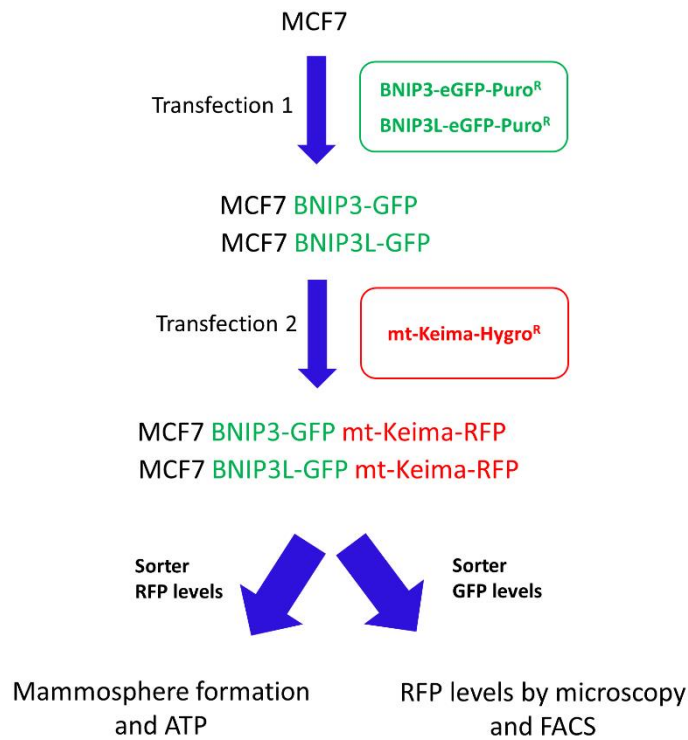 MCF7
Transfection 1
BNIP3-eGFP-Puroᴿ
BNIP3L-eGFP-Puroᴿ
MCF7 BNIP3-GFP
MCF7 BNIP3L-GFP
Transfection 2
mt-Keima-Hygroᴿ
MCF7 BNIP3-GFP mt-Keima-RFP
MCF7 BNIP3L-GFP mt-Keima-RFP
Sorter
RFP levels
Sorter
GFP levels
Mammosphere formation
and ATP
RFP levels by microscopy
and FACS